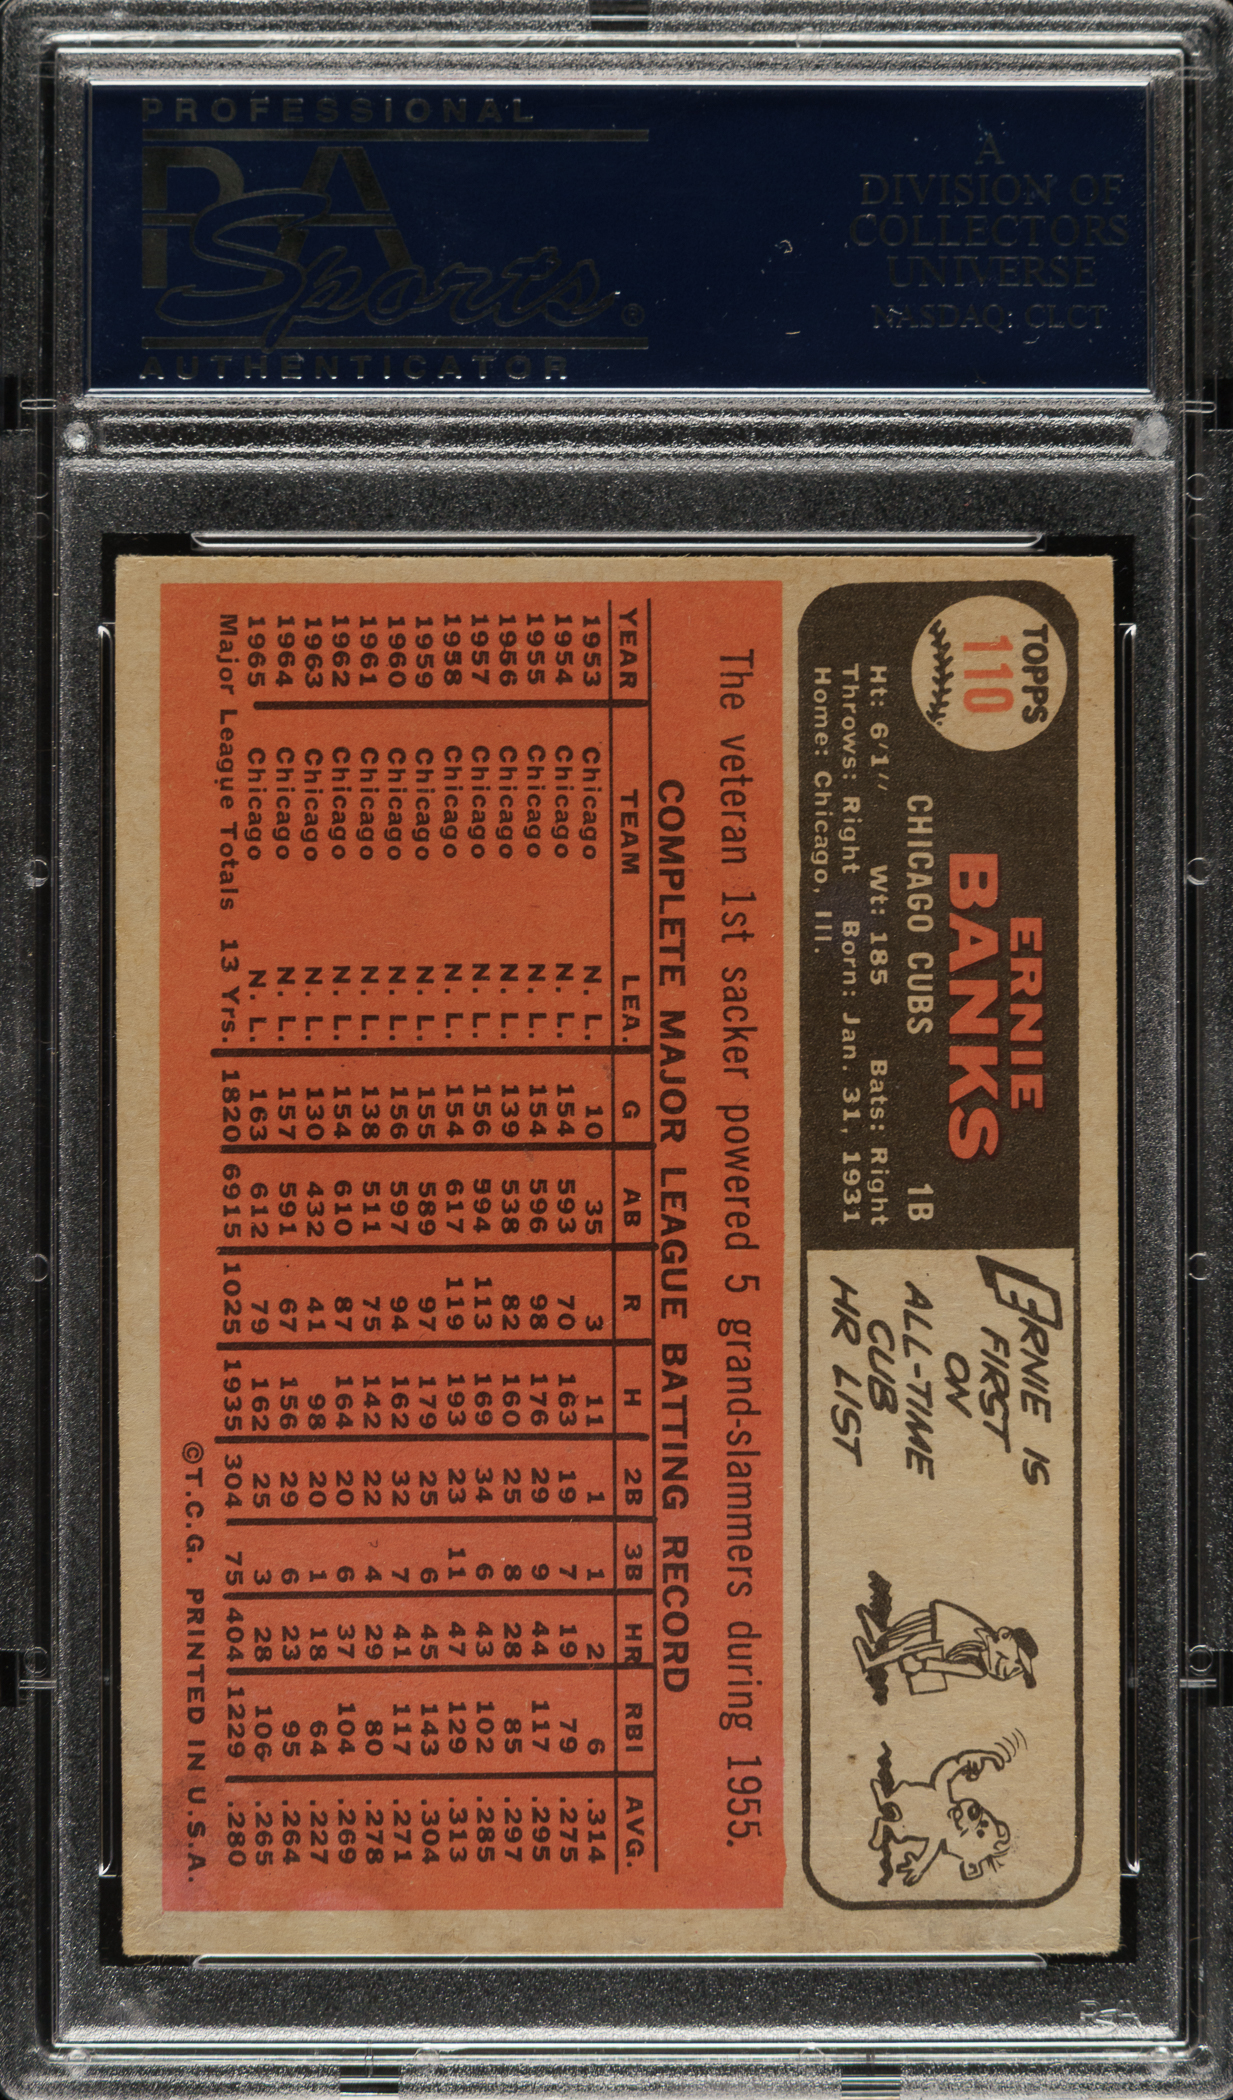 PROFESSIONAL
PSA
Sports®
AUTHENTICATOR
A
DIVISION OF
COLLECTORS
UNIVERSE
NASDAQ: CLCT
TOPPS
110
ERNIE
BANKS
CHICAGO CUBS 1B
Ht: 6'1'' Wt: 185 Bats: Right
Throws: Right Born: Jan. 31, 1931
Home: Chicago, Ill.
ERNIE IS
FIRST
ON
ALL-TIME
CUB
HR LIST
The veteran 1st sacker powered 5 grand-slammers during 1955.
COMPLETE MAJOR LEAGUE BATTING RECORD
YEAR TEAM LEA. G AB R H 2B 3B HR RBI AVG.
1953 Chicago N. L. 10 35 3 11 1 1 2 6 .314
1954 Chicago N. L. 154 593 70 163 19 7 19 79 .275
1955 Chicago N. L. 154 596 98 176 29 9 44 117 .295
1956 Chicago N. L. 139 538 82 160 25 8 28 85 .297
1957 Chicago N. L. 156 594 113 169 34 6 43 102 .285
1958 Chicago N. L. 154 617 119 193 23 11 47 129 .313
1959 Chicago N. L. 155 589 97 179 25 6 45 143 .304
1960 Chicago N. L. 156 597 94 162 32 7 41 117 .271
1961 Chicago N. L. 138 511 75 142 22 4 29 80 .278
1962 Chicago N. L. 154 610 87 164 20 6 37 104 .269
1963 Chicago N. L. 130 432 41 98 20 1 18 64 .227
1964 Chicago N. L. 157 591 67 156 29 6 23 95 .264
1965 Chicago N. L. 163 612 79 162 25 3 28 106 .265
Major League Totals 13 Yrs. 1820 6915 1025 1935 304 75 404 1229 .280
©T.C.G. PRINTED IN U.S.A.
PSA